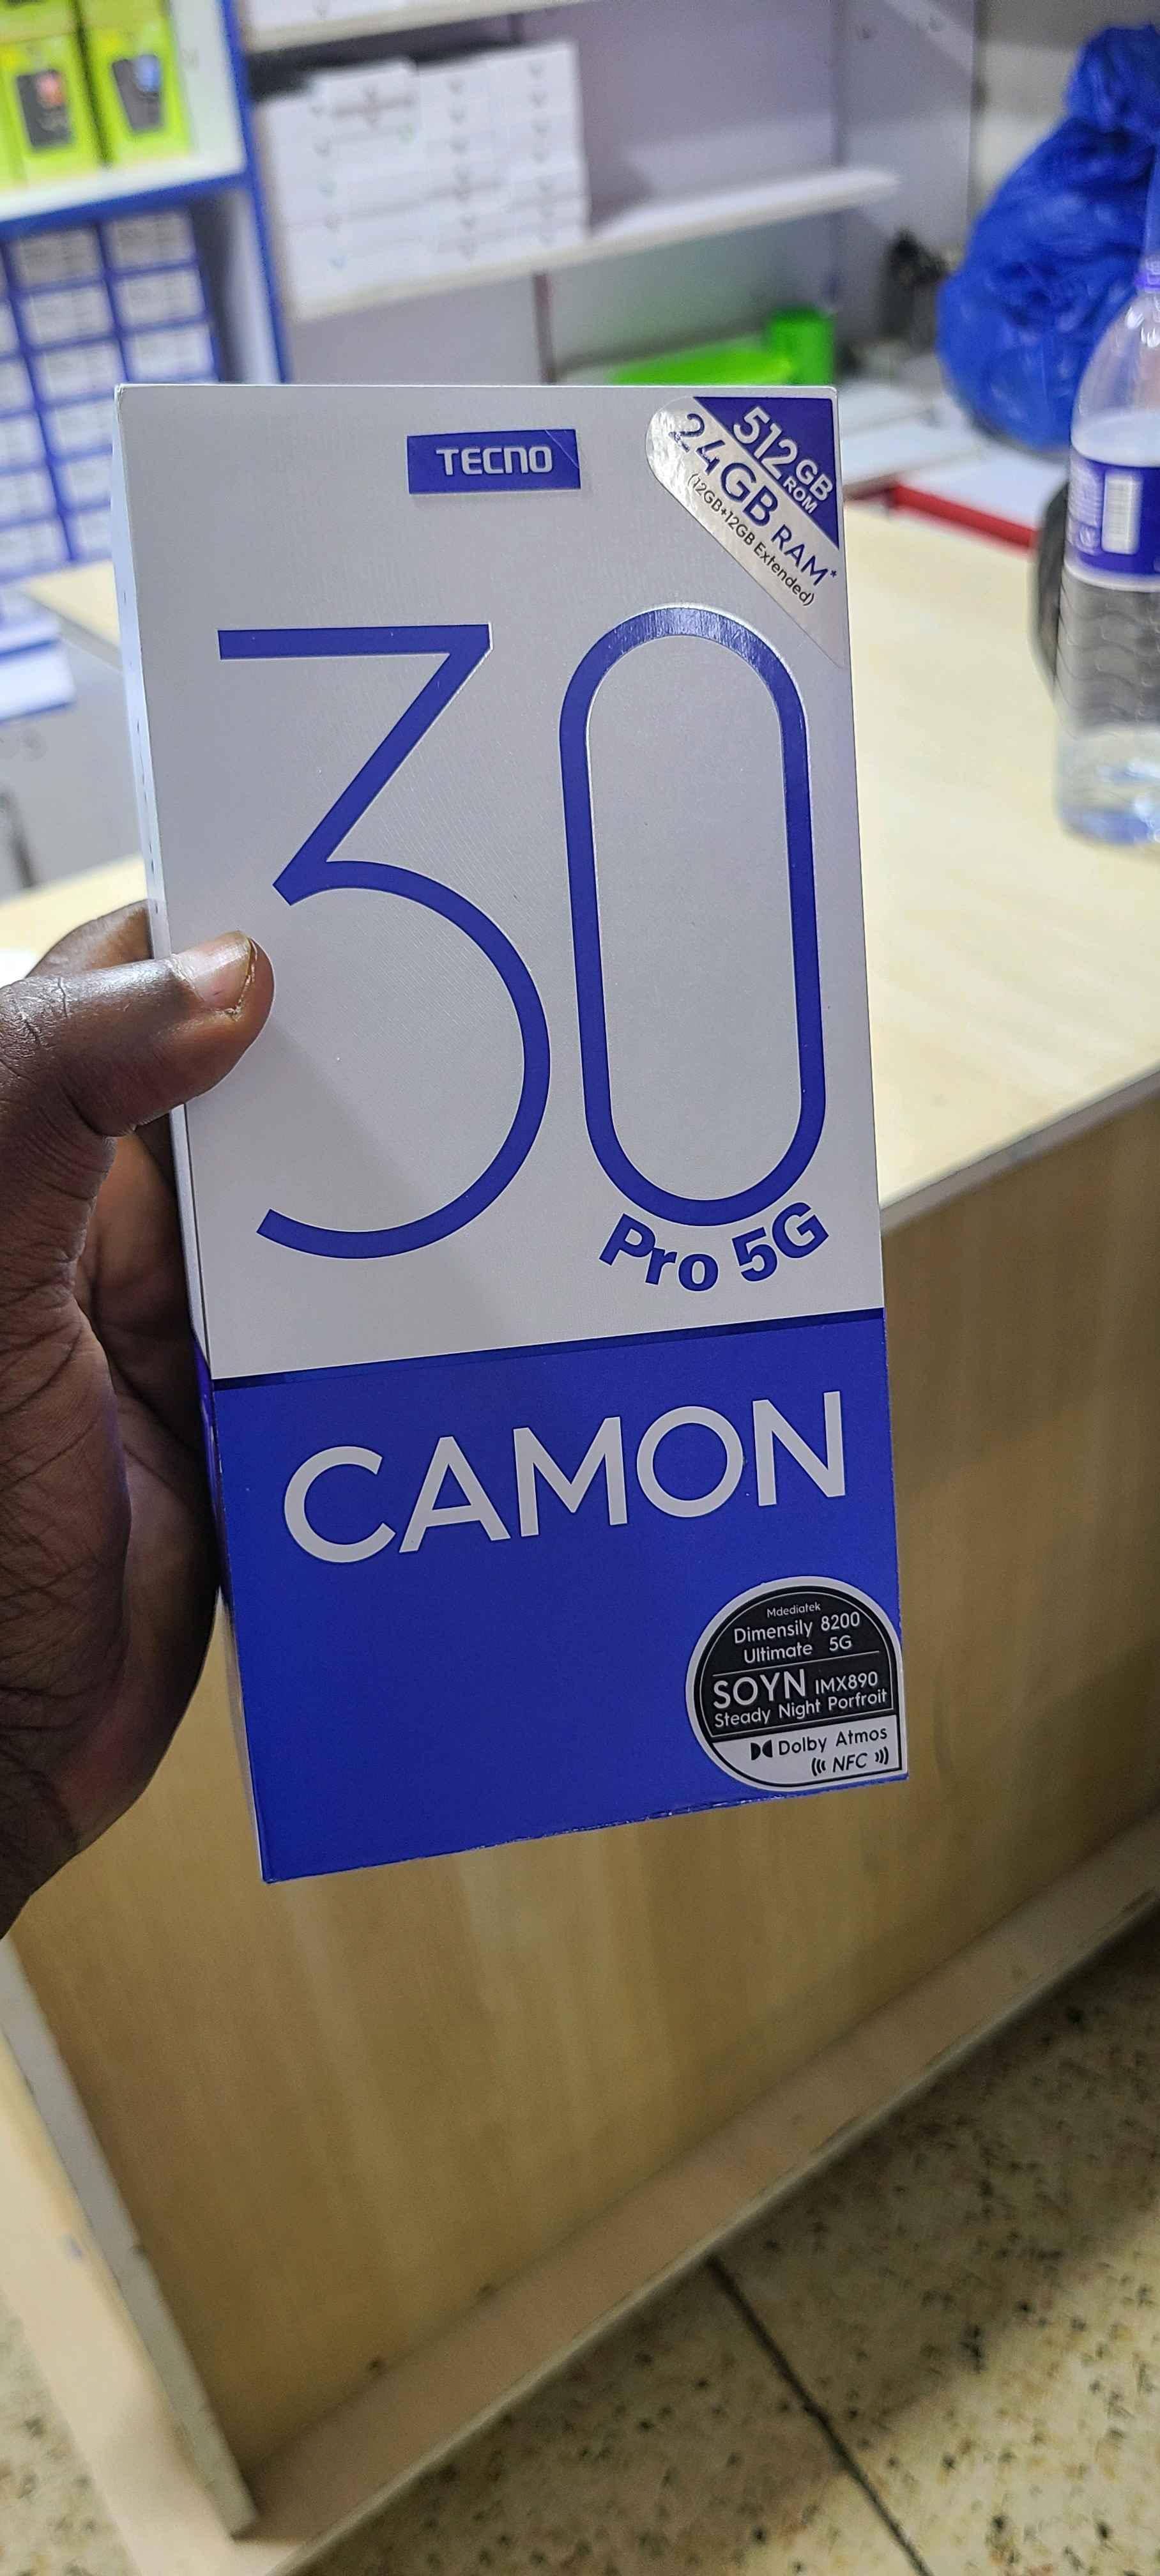 TECNO
512GB
ROM
24GB RAM*
(12GB+12GB Extended)
30
Pro 5G
CAMON
Mdediatek
Dimensily 8200
Ultimate 5G
SOYN IMX890
Steady Night Porfroit
Dolby Atmos
NFC